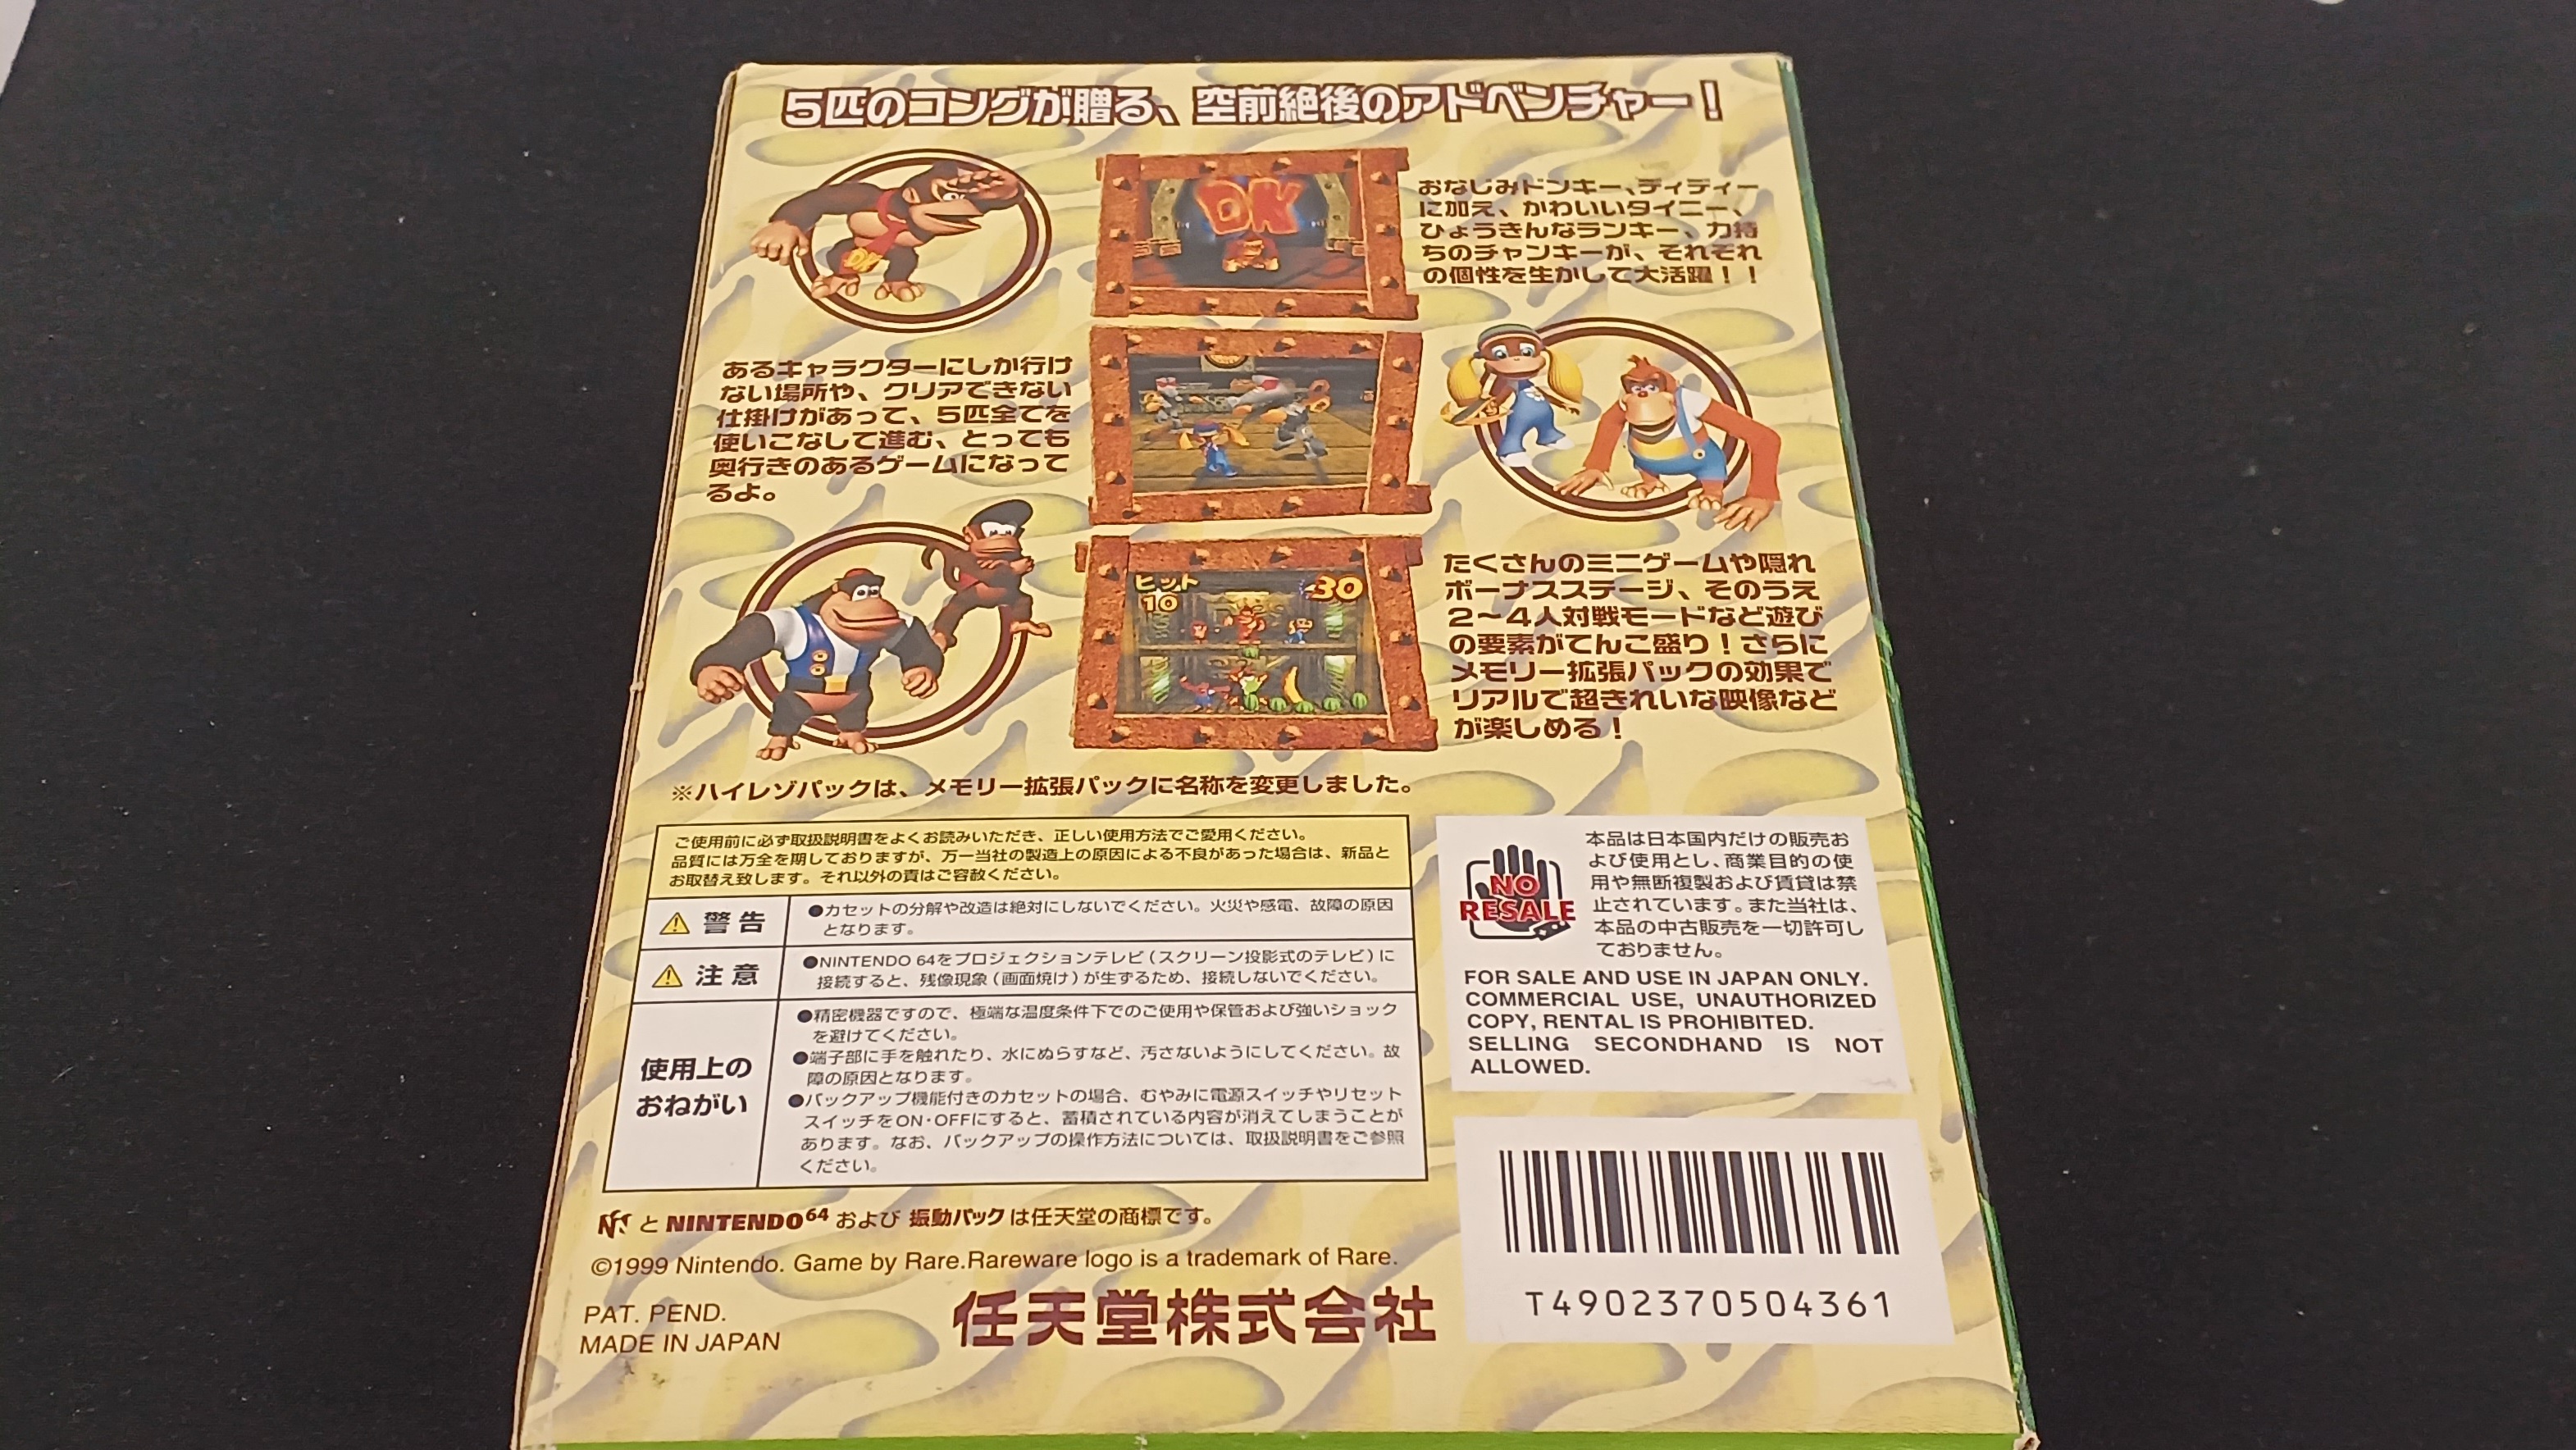 5匹のコングが贈る、空前絶後のアドベンチャー!
DK
おなじみドンキー、ディディー
に加え、かわいいタイニー、
ひょうきんなランキー、力持
ちのチャンキーが、それぞれ
の個性を生かして大活躍!!
あるキャラクターにしか行け
ない場所や、クリアできない
仕掛けがあって、5匹全てを
使いこなして進む、とっても
奥行きのあるゲームになって
るよ。
ヒット
10
30
たくさんのミニゲームや隠れ
ボーナスステージ、そのうえ
2〜4人対戦モードなど遊び
の要素がてんこ盛り!さらに
メモリー拡張パックの効果で
リアルで超きれいな映像など
が楽しめる!
※ハイレゾパックは、メモリー拡張パックに名称を変更しました。
ご使用前に必ず取扱説明書をよくお読みいただき、正しい使用方法でご愛用ください。
品質には万全を期しておりますが、万一当社の製造上の原因による不良があった場合は、新品と
お取替え致します。それ以外の責はご容赦ください。
警告
●カセットの分解や改造は絶対にしないでください。火災や感電、故障の原因
となります。
注意
●NINTENDO 64をプロジェクションテレビ(スクリーン投影式のテレビ)に
接続すると、残像現象(画面焼け)が生ずるため、接続しないでください。
使用上の
おねがい
●精密機器ですので、極端な温度条件下でのご使用や保管および強いショック
を避けてください。
●端子部に手を触れたり、水にぬらすなど、汚さないようにしてください。故
障の原因となります。
●バックアップ機能付きのカセットの場合、むやみに電源スイッチやリセット
スイッチをON・OFFにすると、蓄積されている内容が消えてしまうことが
あります。なお、バックアップの操作方法については、取扱説明書をご参照
ください。
NO
RESALE
本品は日本国内だけの販売お
よび使用とし、商業目的の使
用や無断複製および賃貸は禁
止されています。また当社は、
本品の中古販売を一切許可し
ておりません。
FOR SALE AND USE IN JAPAN ONLY.
COMMERCIAL USE, UNAUTHORIZED
COPY, RENTAL IS PROHIBITED.
SELLING SECONDHAND IS NOT
ALLOWED.
と NINTENDO64 および 振動パック は任天堂の商標です。
©1999 Nintendo. Game by Rare.Rareware logo is a trademark of Rare.
PAT. PEND.
MADE IN JAPAN
任天堂株式会社
T4902370504361